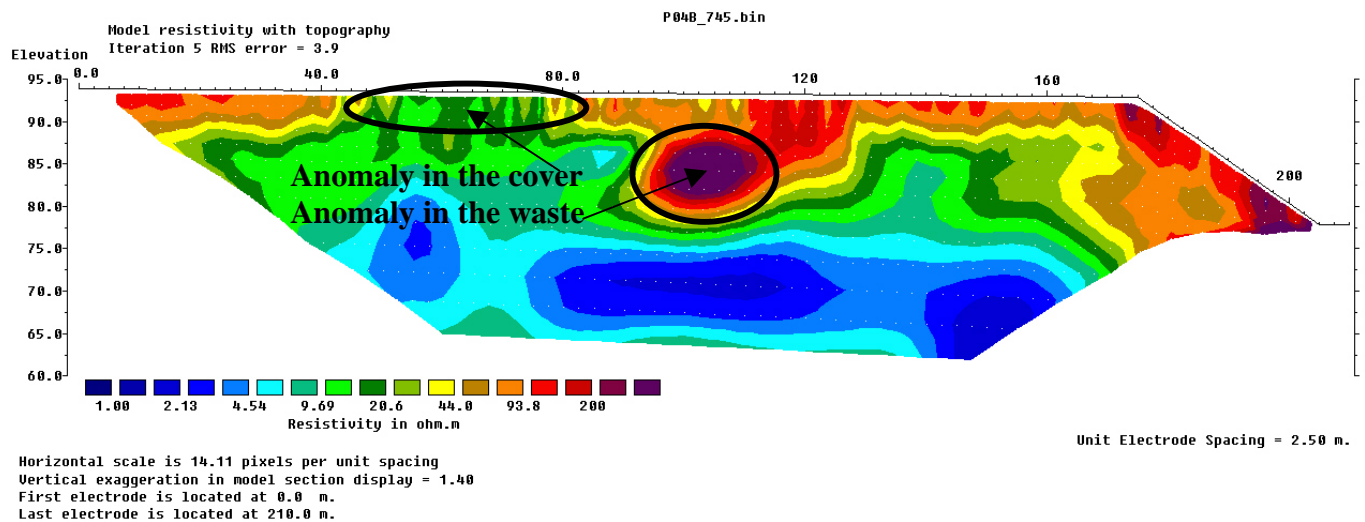 P04B_745.bin
Model resistivity with topography
Iteration 5 RMS error = 3.9
Elevation
0.0 40.0 80.0 120 160
95.0
90.0
85.0
Anomaly in the cover
200
80.0
Anomaly in the waste
75.0
70.0
65.0
60.0
1.00 2.13 4.54 9.69 20.6 44.0 93.8 200
Resistivity in ohm.m
Unit Electrode Spacing = 2.50 m.
Horizontal scale is 14.11 pixels per unit spacing
Vertical exaggeration in model section display = 1.40
First electrode is located at 0.0 m.
Last electrode is located at 210.0 m.